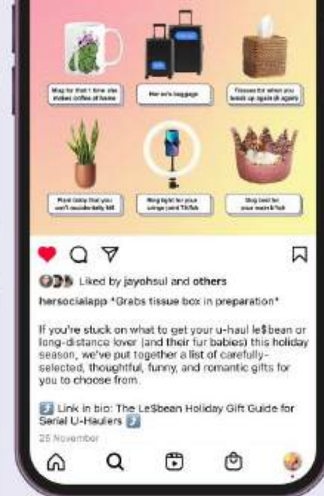 Mug for that 1 time she
makes coffee at home
Her ex's baggage
Tissues for when you
break up again (& again)
Plant baby that you
can't accidentally kill
Ring light for your
cringe joint TikTok
Dog bed for
your main b*tch
Liked by jayohsul and others
hersocialapp *Grabs tissue box in preparation*
If you're stuck on what to get your u-haul le$bean or
long-distance lover (and their fur babies) this holiday
season, we've put together a list of carefully-
selected, thoughtful, funny, and romantic gifts for
you to choose from.
⤴️ Link in bio: The Le$bean Holiday Gift Guide for
Serial U-Haulers ⤴️
25 November